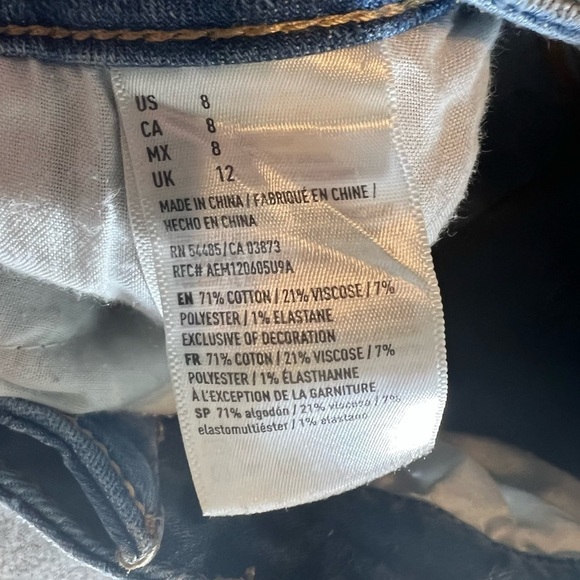 US 8
CA 8
MX 8
UK 12
MADE IN CHINA / FABRIQUÉ EN CHINE /
HECHO EN CHINA
RN 54485/CA 03873
RFC# AEM120605U9A
EN 71% COTTON / 21% VISCOSE / 7%
POLYESTER / 1% ELASTANE
EXCLUSIVE OF DECORATION
FR 71% COTON / 21% VISCOSE / 7%
POLYESTER / 1% ÉLASTHANNE
À L'EXCEPTION DE LA GARNITURE
SP 71% algodón / 21% viscosa / 7%
elastomultiéster / 1% elastano